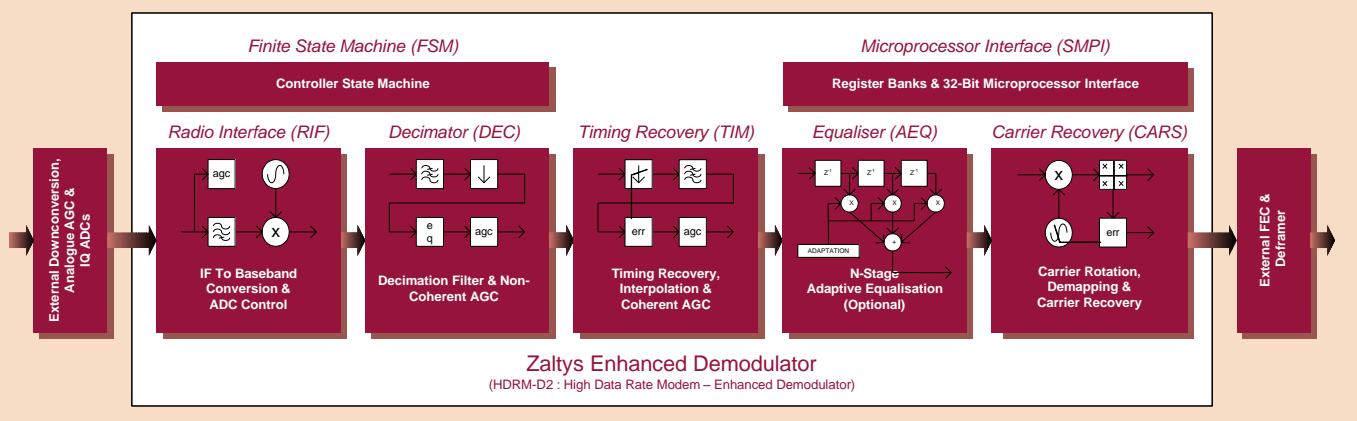 Finite State Machine (FSM)
Microprocessor Interface (SMPI)
Controller State Machine
Register Banks & 32-Bit Microprocessor Interface
Radio Interface (RIF)
Decimator (DEC)
Timing Recovery (TIM)
Equaliser (AEQ)
Carrier Recovery (CARS)
External Downconversion,
Analogue AGC &
IQ ADCs
agc
X
IF To Baseband
Conversion &
ADC Control
e
q
agc
Decimation Filter & Non-
Coherent AGC
err
agc
Timing Recovery,
Interpolation &
Coherent AGC
z⁻¹
z⁻¹
z⁻¹
X
X
X
ADAPTATION
+
N-Stage
Adaptive Equalisation
(Optional)
X
x x
x x
err
Carrier Rotation,
Demapping &
Carrier Recovery
External FEC &
Deframer
Zaltys Enhanced Demodulator
(HDRM-D2 : High Data Rate Modem – Enhanced Demodulator)